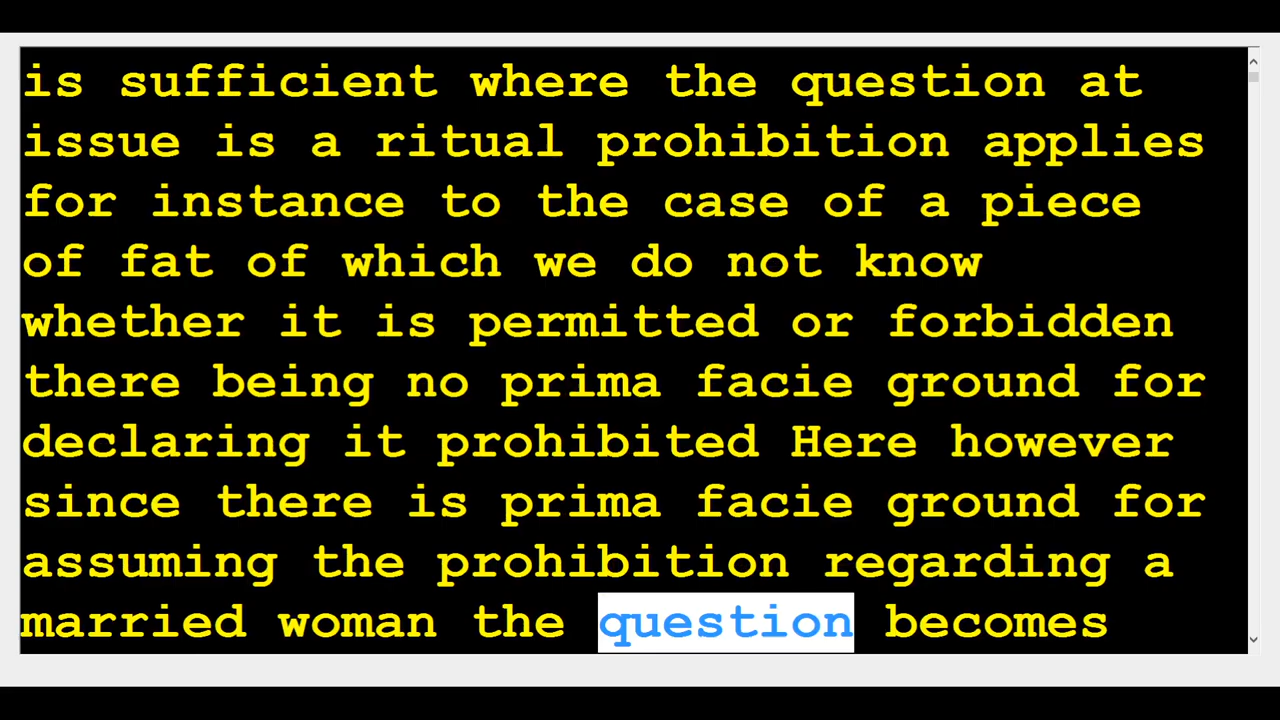 is sufficient where the question at
issue is a ritual prohibition applies
for instance to the case of a piece
of fat of which we do not know
whether it is permitted or forbidden
there being no prima facie ground for
declaring it prohibited Here however
since there is prima facie ground for
assuming the prohibition regarding a
married woman the question becomes